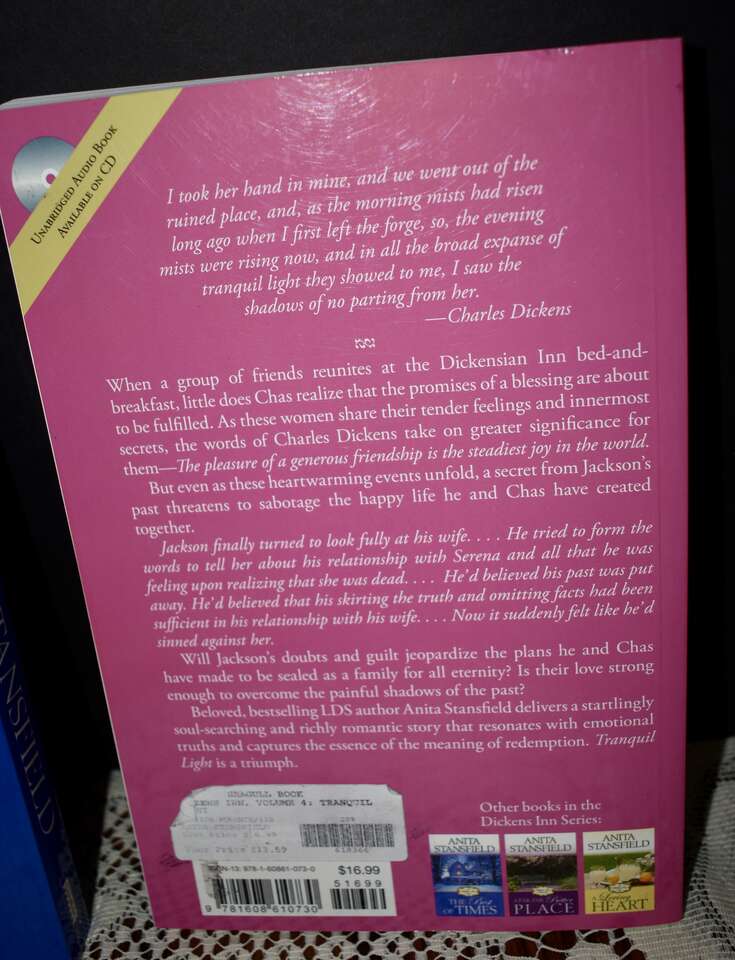 UNABRIDGED AUDIO BOOK
AVAILABLE ON CD
I took her hand in mine, and we went out of the
ruined place, and, as the morning mists had risen
long ago when I first left the forge, so, the evening
mists were rising now, and in all the broad expanse of
tranquil light they showed to me, I saw the
shadows of no parting from her.
—Charles Dickens
When a group of friends reunites at the Dickensian Inn bed-and-
breakfast, little does Chas realize that the promises of a blessing are about
to be fulfilled. As these women share their tender feelings and innermost
secrets, the words of Charles Dickens take on greater significance for
them—The pleasure of a generous friendship is the steadiest joy in the world.
But even as these heartwarming events unfold, a secret from Jackson's
past threatens to sabotage the happy life he and Chas have created
together.
Jackson finally turned to look fully at his wife. . . . He tried to form the
words to tell her about his relationship with Serena and all that he was
feeling upon realizing that she was dead. . . . He'd believed his past was put
away. He'd believed that his skirting the truth and omitting facts had been
sufficient in his relationship with his wife. . . . Now it suddenly felt like he'd
sinned against her.
Will Jackson's doubts and guilt jeopardize the plans he and Chas
have made to be sealed as a family for all eternity? Is their love strong
enough to overcome the painful shadows of the past?
Beloved, bestselling LDS author Anita Stansfield delivers a startlingly
soul-searching and richly romantic story that resonates with emotional
truths and captures the essence of the meaning of redemption. Tranquil
Light is a triumph.
SEAGULL BOOK
INN, VOLUME 4: TRANQUIL
Your Price
618366
ISBN-13: 978-1-60861-073-0
$16.99
51699
9 781608 610730
Other books in the
Dickens Inn Series:
ANITA
STANSFIELD
THE Best
OF TIMES
ANITA
STANSFIELD
A FAR, FAR Better
PLACE
ANITA
STANSFIELD
A Loving
HEART
STANSFIELD